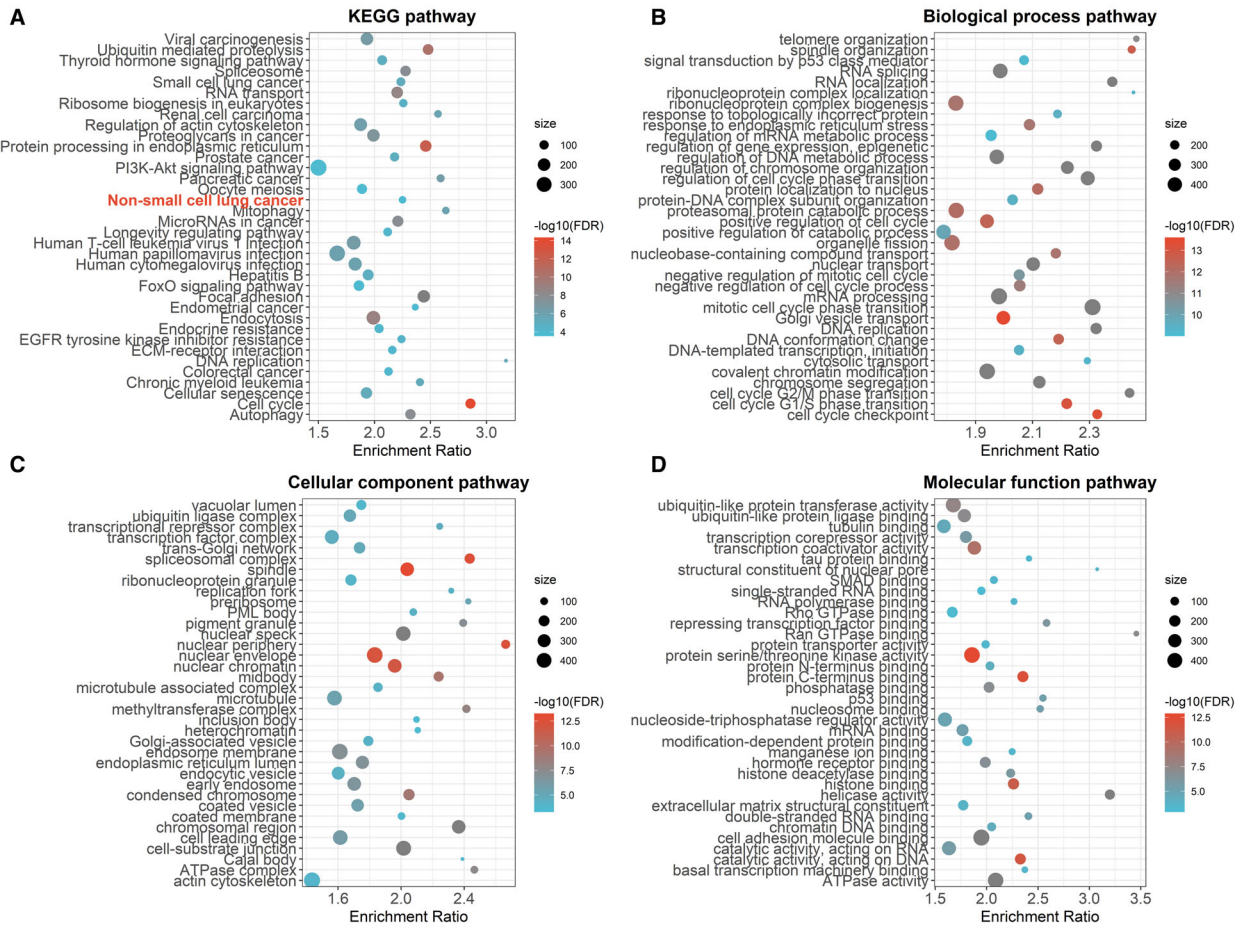 A
KEGG pathway
Viral carcinogenesis
Ubiquitin mediated proteolysis
Thyroid hormone signaling pathway
Spliceosome
Small cell lung cancer
RNA transport
Ribosome biogenesis in eukaryotes
Renal cell carcinoma
Regulation of actin cytoskeleton
Proteoglycans in cancer
Protein processing in endoplasmic reticulum
Prostate cancer
PI3K-Akt signaling pathway
Pancreatic cancer
Oocyte meiosis
Non-small cell lung cancer
Mitophagy
MicroRNAs in cancer
Longevity regulating pathway
Human T-cell leukemia virus 1 infection
Human papillomavirus infection
Human cytomegalovirus infection
Hepatitis B
FoxO signaling pathway
Focal adhesion
Endometrial cancer
Endocytosis
Endocrine resistance
EGFR tyrosine kinase inhibitor resistance
ECM-receptor interaction
DNA replication
Colorectal cancer
Chronic myeloid leukemia
Cellular senescence
Cell cycle
Autophagy
1.5 2.0 2.5 3.0
Enrichment Ratio
size
100
200
300
-log10(FDR)
14
12
10
8
6
4
B
Biological process pathway
telomere organization
spindle organization
signal transduction by p53 class mediator
RNA splicing
RNA localization
ribonucleoprotein complex localization
ribonucleoprotein complex biogenesis
response to topologically incorrect protein
response to endoplasmic reticulum stress
regulation of mRNA metabolic process
regulation of gene expression, epigenetic
regulation of DNA metabolic process
regulation of chromosome organization
regulation of cell cycle phase transition
protein localization to nucleus
protein-DNA complex subunit organization
proteasomal protein catabolic process
positive regulation of cell cycle
positive regulation of catabolic process
organelle fission
nucleobase-containing compound transport
nuclear transport
negative regulation of mitotic cell cycle
negative regulation of cell cycle process
mRNA processing
mitotic cell cycle phase transition
Golgi vesicle transport
DNA replication
DNA conformation change
DNA-templated transcription, initiation
cytosolic transport
covalent chromatin modification
chromosome segregation
cell cycle G2/M phase transition
cell cycle G1/S phase transition
cell cycle checkpoint
1.9 2.1 2.3
Enrichment Ratio
size
200
300
400
-log10(FDR)
13
12
11
10
C
Cellular component pathway
vacuolar lumen
ubiquitin ligase complex
transcriptional repressor complex
transcription factor complex
trans-Golgi network
spliceosomal complex
spindle
ribonucleoprotein granule
replication fork
preribosome
PML body
pigment granule
nuclear speck
nuclear periphery
nuclear envelope
nuclear chromatin
midbody
microtubule associated complex
microtubule
methyltransferase complex
inclusion body
heterochromatin
Golgi-associated vesicle
endosome membrane
endoplasmic reticulum lumen
endocytic vesicle
early endosome
condensed chromosome
coated vesicle
coated membrane
chromosomal region
cell leading edge
cell-substrate junction
Cajal body
ATPase complex
actin cytoskeleton
1.6 2.0 2.4
Enrichment Ratio
size
100
200
300
400
-log10(FDR)
12.5
10.0
7.5
5.0
D
Molecular function pathway
ubiquitin-like protein transferase activity
ubiquitin-like protein ligase binding
tubulin binding
transcription corepressor activity
transcription coactivator activity
tau protein binding
structural constituent of nuclear pore
SMAD binding
single-stranded RNA binding
RNA polymerase binding
Rho GTPase binding
repressing transcription factor binding
Ran GTPase binding
protein transporter activity
protein serine/threonine kinase activity
protein N-terminus binding
protein C-terminus binding
phosphatase binding
p53 binding
nucleosome binding
nucleoside-triphosphatase regulator activity
mRNA binding
modification-dependent protein binding
manganese ion binding
hormone receptor binding
histone deacetylase binding
histone binding
helicase activity
extracellular matrix structural constituent
double-stranded RNA binding
chromatin DNA binding
cell adhesion molecule binding
catalytic activity, acting on RNA
catalytic activity, acting on DNA
basal transcription machinery binding
ATPase activity
1.5 2.0 2.5 3.0 3.5
Enrichment Ratio
size
100
200
300
400
-log10(FDR)
12.5
10.0
7.5
5.0